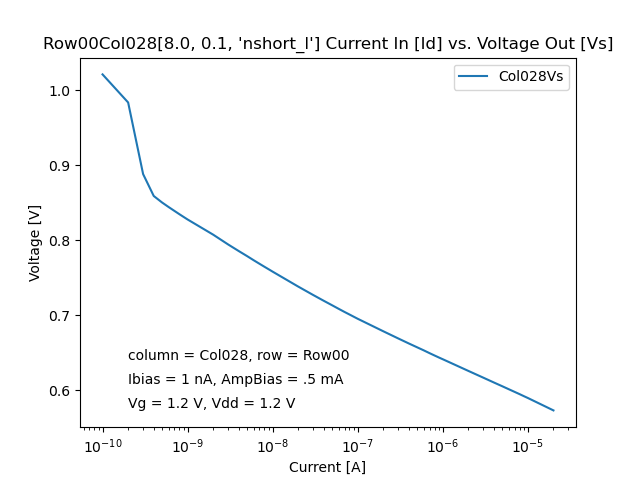 Row00Col028[8.0, 0.1, 'nshort_l'] Current In [Id] vs. Voltage Out [Vs]
Col028Vs
1.0
0.9
0.8
0.7
0.6
Voltage [V]
column = Col028, row = Row00
Ibias = 1 nA, AmpBias = .5 mA
Vg = 1.2 V, Vdd = 1.2 V
10⁻¹⁰ 10⁻⁹ 10⁻⁸ 10⁻⁷ 10⁻⁶ 10⁻⁵
Current [A]